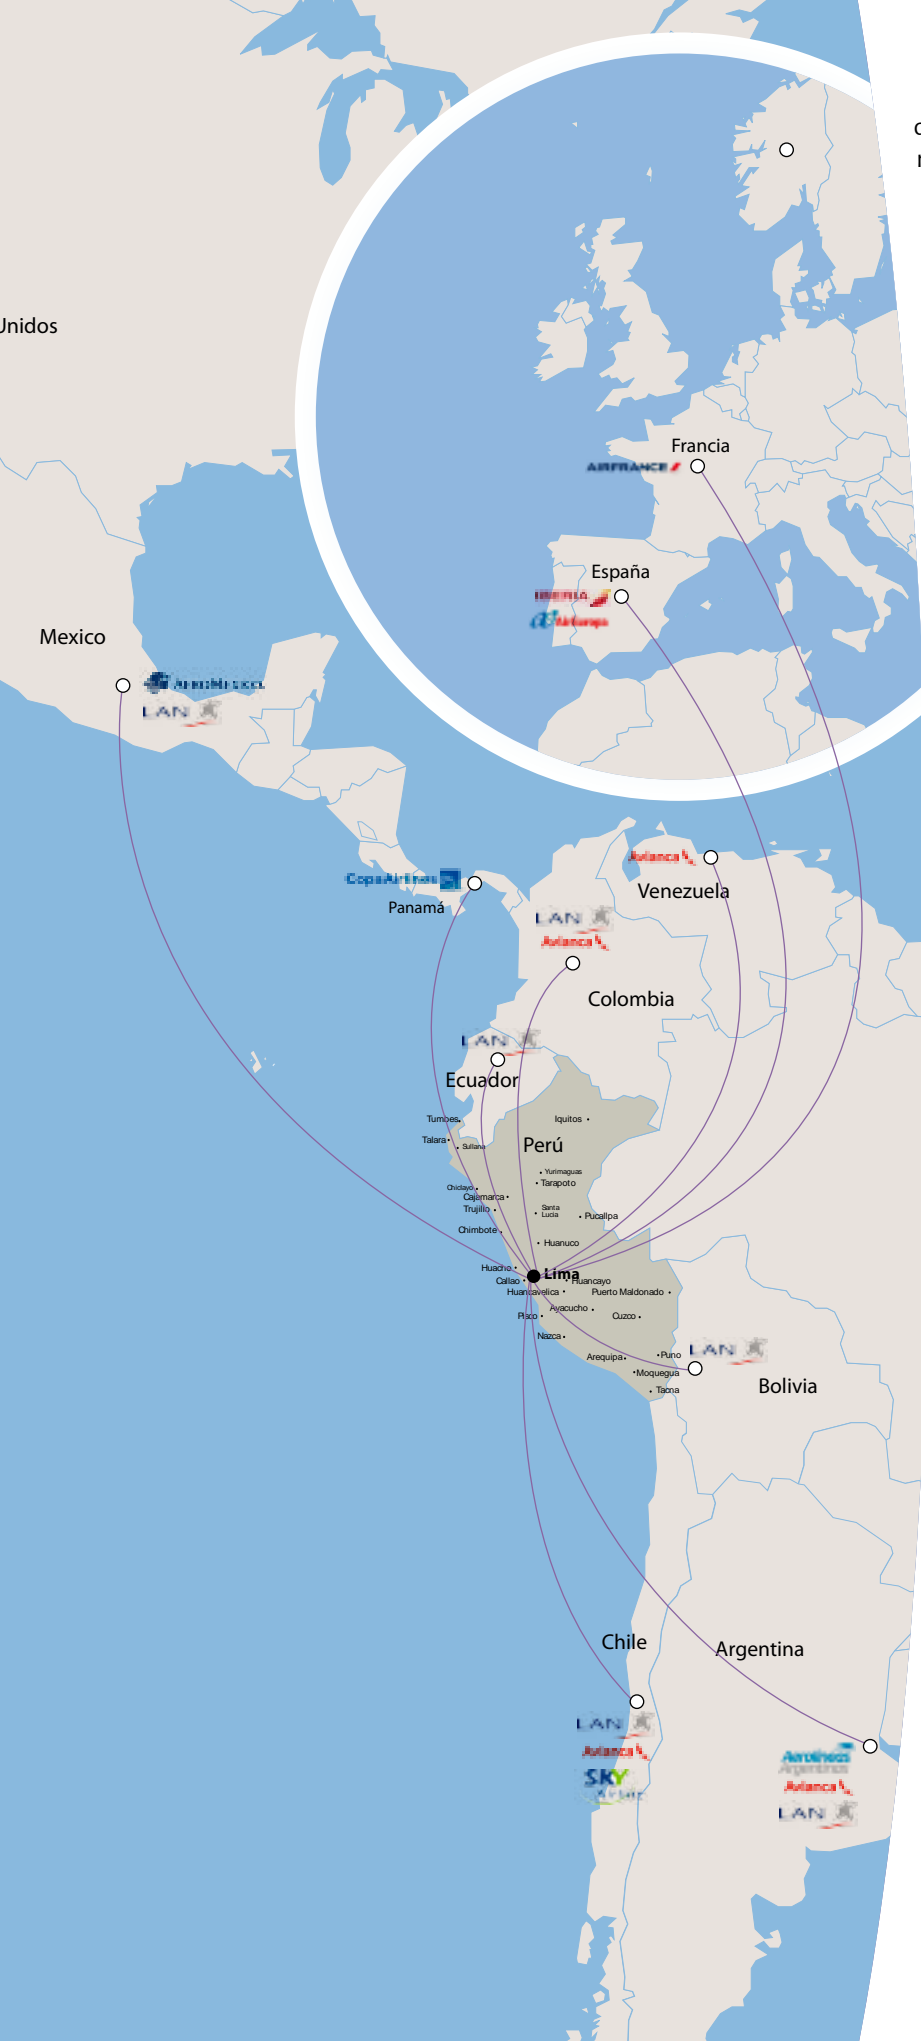 Unidos
Francia
AIRFRANCE
España
IBERIA
AirEuropa
Mexico
AEROMEXICO
LAN
Avianca
Venezuela
CopaAirlines
Panamá
LAN
Avianca
Colombia
LAN
Ecuador
Tumbes
Iquitos
Talara
Sullana
Perú
Yurimaguas
Tarapoto
Chiclayo
Cajamarca
Trujillo
Santa
Lucia
Pucallpa
Chimbote
Huanuco
Huacho
Lima
Callao
Huancayo
Huancavelica
Puerto Maldonado
Ayacucho
Pisco
Cuzco
Nazca
Arequipa
Puno
LAN
Moquegua
Bolivia
Tacna
Chile
Argentina
LAN
Avianca
SKY
Aerolíneas
Argentinas
Avianca
LAN